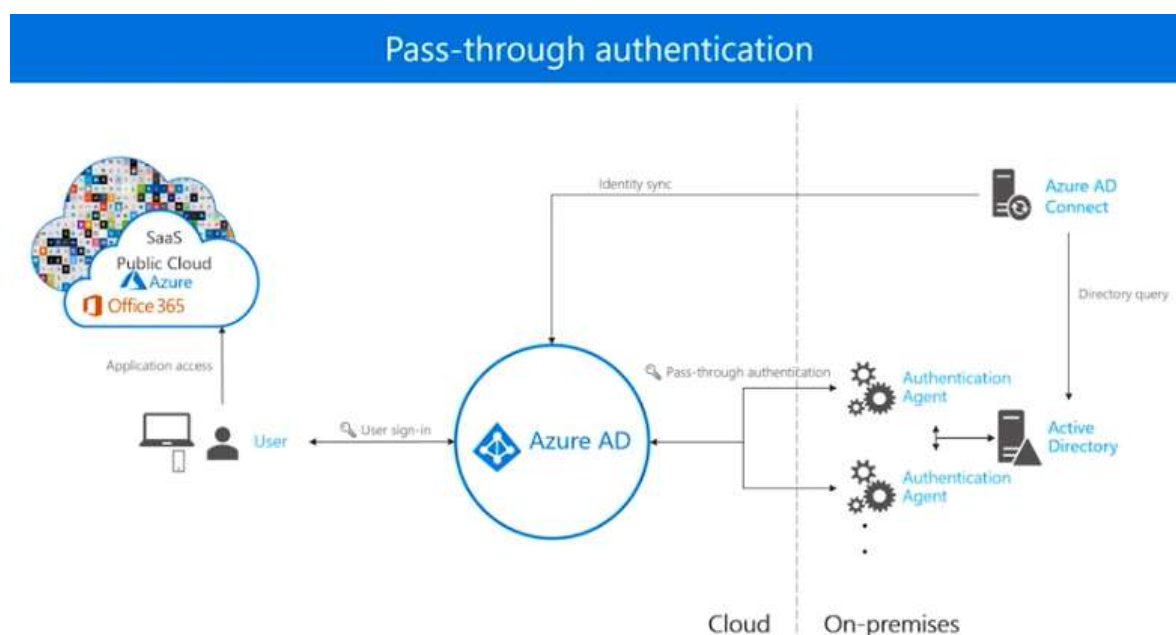 Pass-through authentication
Identity sync
Azure AD
Connect
SaaS
Public Cloud
Azure
Office 365
Directory query
Application access
Pass-through authentication
Authentication
Agent
User
User sign-in
Azure AD
Active
Directory
Authentication
Agent
Cloud
On-premises